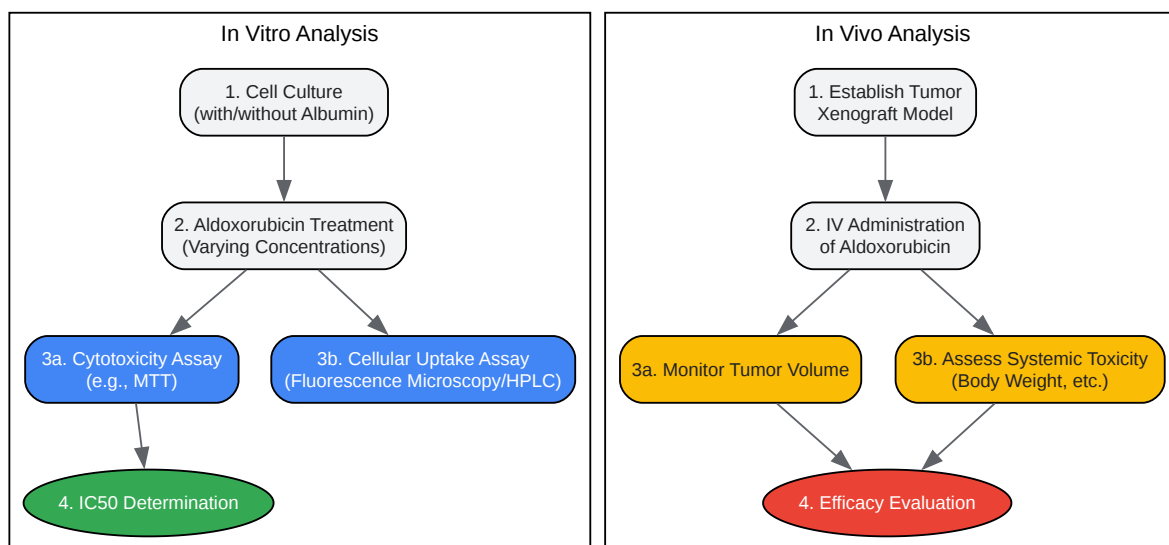 In Vitro Analysis
1. Cell Culture
(with/without Albumin)
2. Aldoxorubicin Treatment
(Varying Concentrations)
3a. Cytotoxicity Assay
(e.g., MTT)
3b. Cellular Uptake Assay
(Fluorescence Microscopy/HPLC)
4. IC50 Determination
In Vivo Analysis
1. Establish Tumor
Xenograft Model
2. IV Administration
of Aldoxorubicin
3a. Monitor Tumor Volume
3b. Assess Systemic Toxicity
(Body Weight, etc.)
4. Efficacy Evaluation